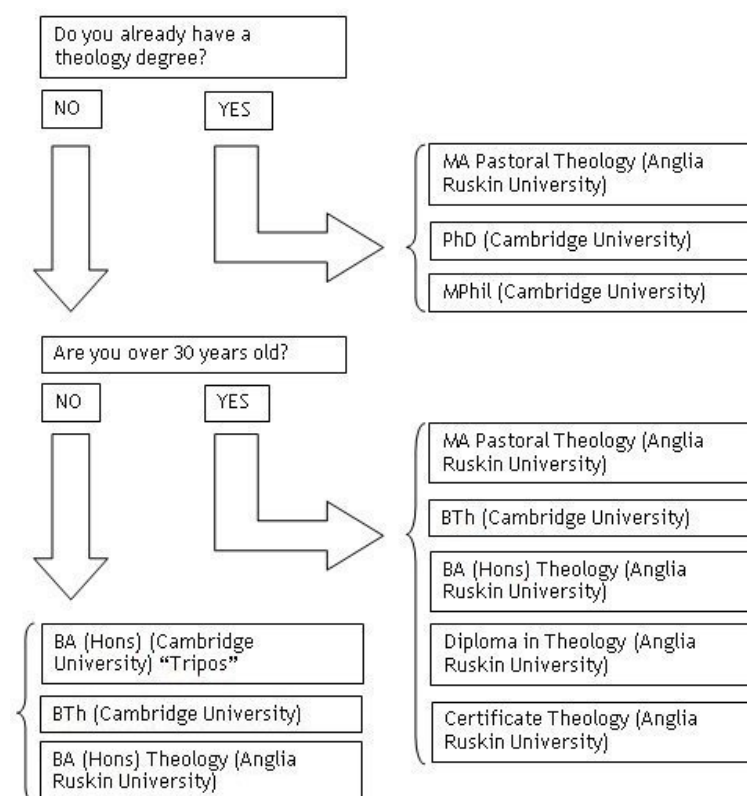 Do you already have a
theology degree?
NO
YES
MA Pastoral Theology (Anglia
Ruskin University)
PhD (Cambridge University)
MPhil (Cambridge University)
Are you over 30 years old?
NO
YES
MA Pastoral Theology (Anglia
Ruskin University)
BTh (Cambridge University)
BA (Hons) Theology (Anglia
Ruskin University)
Diploma in Theology (Anglia
Ruskin University)
Certificate Theology (Anglia
Ruskin University)
BA (Hons) (Cambridge
University) “Tripos”
BTh (Cambridge University)
BA (Hons) Theology (Anglia
Ruskin University)